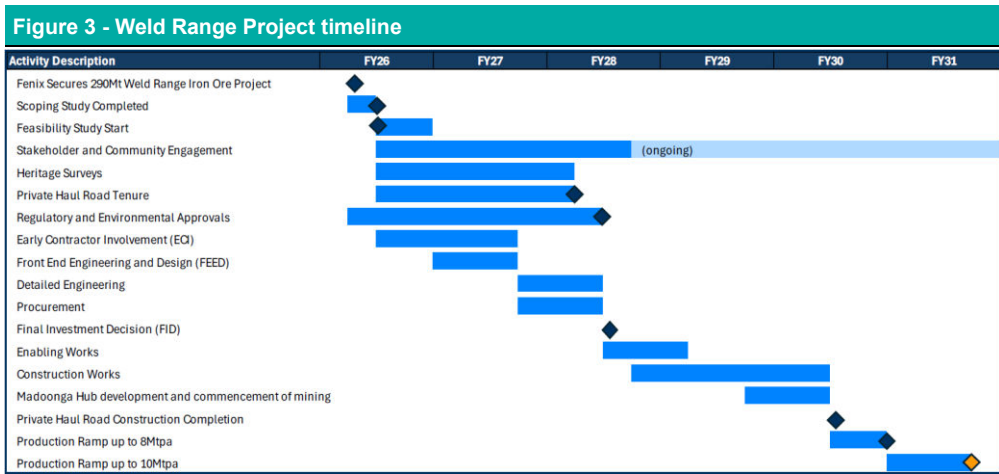 Figure 3 - Weld Range Project timeline
Activity Description FY26 FY27 FY28 FY29 FY30 FY31
Fenix Secures 290Mt Weld Range Iron Ore Project
Scoping Study Completed
Feasibility Study Start
Stakeholder and Community Engagement (ongoing)
Heritage Surveys
Private Haul Road Tenure
Regulatory and Environmental Approvals
Early Contractor Involvement (ECI)
Front End Engineering and Design (FEED)
Detailed Engineering
Procurement
Final Investment Decision (FID)
Enabling Works
Construction Works
Madoonga Hub development and commencement of mining
Private Haul Road Construction Completion
Production Ramp up to 8Mtpa
Production Ramp up to 10Mtpa